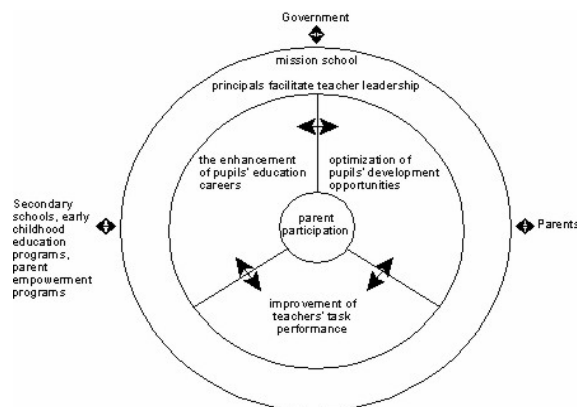 Government
mission school
principals facilitate teacher leadership
the enhancement
of pupils' education
careers
optimization of
pupils' development
opportunities
Secondary
schools, early
childhood
education
programs,
parent
empowerment
programs
parent
participation
Parents
improvement of
teachers' task
performance